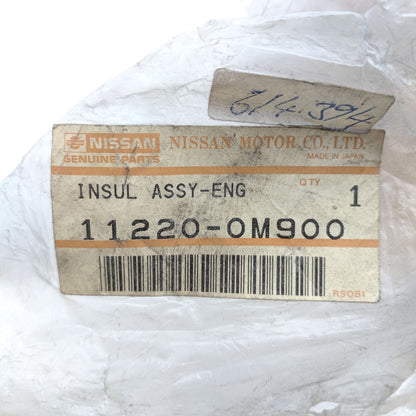 614.394
NISSAN NISSAN MOTOR CO., LTD.
GENUINE PARTS MADE IN JAPAN
INSUL ASSY-ENG QTY 1
11220-0M900
RSOB1